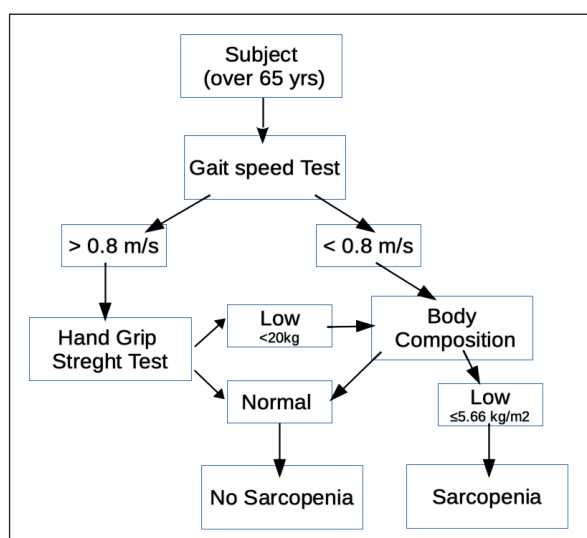 Subject
(over 65 yrs)
Gait speed Test
> 0.8 m/s
< 0.8 m/s
Hand Grip
Streght Test
Low
<20kg
Body
Composition
Normal
Low
≤5.66 kg/m2
No Sarcopenia
Sarcopenia